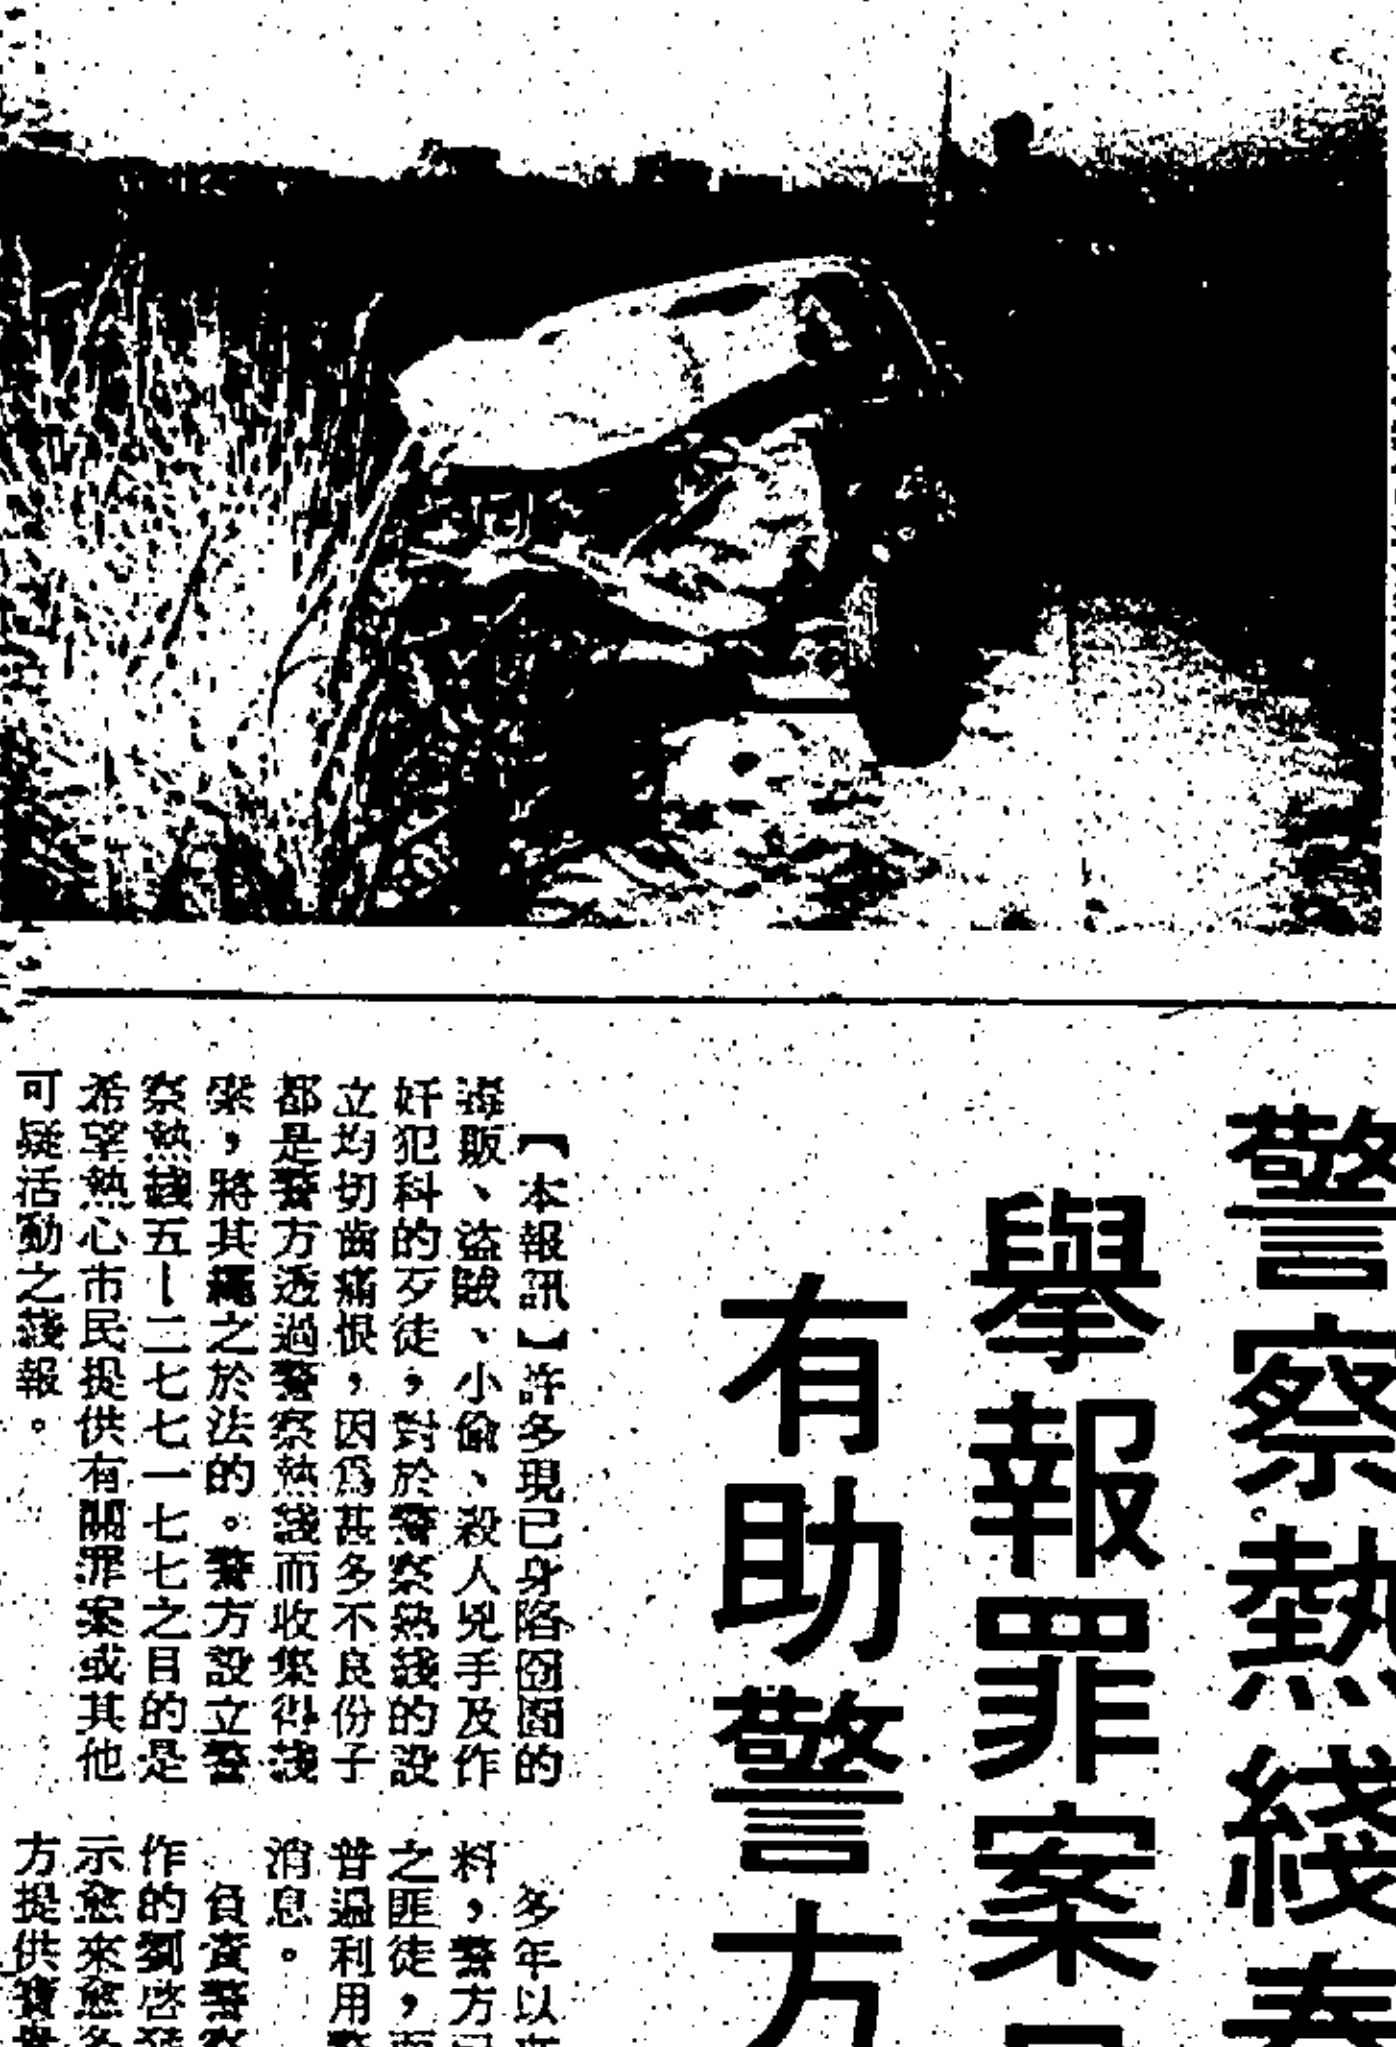 警察熱綫
舉報罪案
有助警方
【本報訊】許多現已身陷囹圄的
毒販、盜賊、小偷、殺人兇手及作
奸犯科的歹徒，對於警察熱綫的設
立均切齒痛恨，因爲甚多不良份子
都是警方透過警察熱綫而收集得綫
索，將其繩之於法的。警方設立警
察熱綫五－二七七一七七之目的是
希望熱心市民提供有關罪案或其他
可疑活動之綫報。
多年以
料，警方
之匪徒，
普遍利用
消息。
負責警察
作的劉啓
示愈來愈多
方提供寶貴